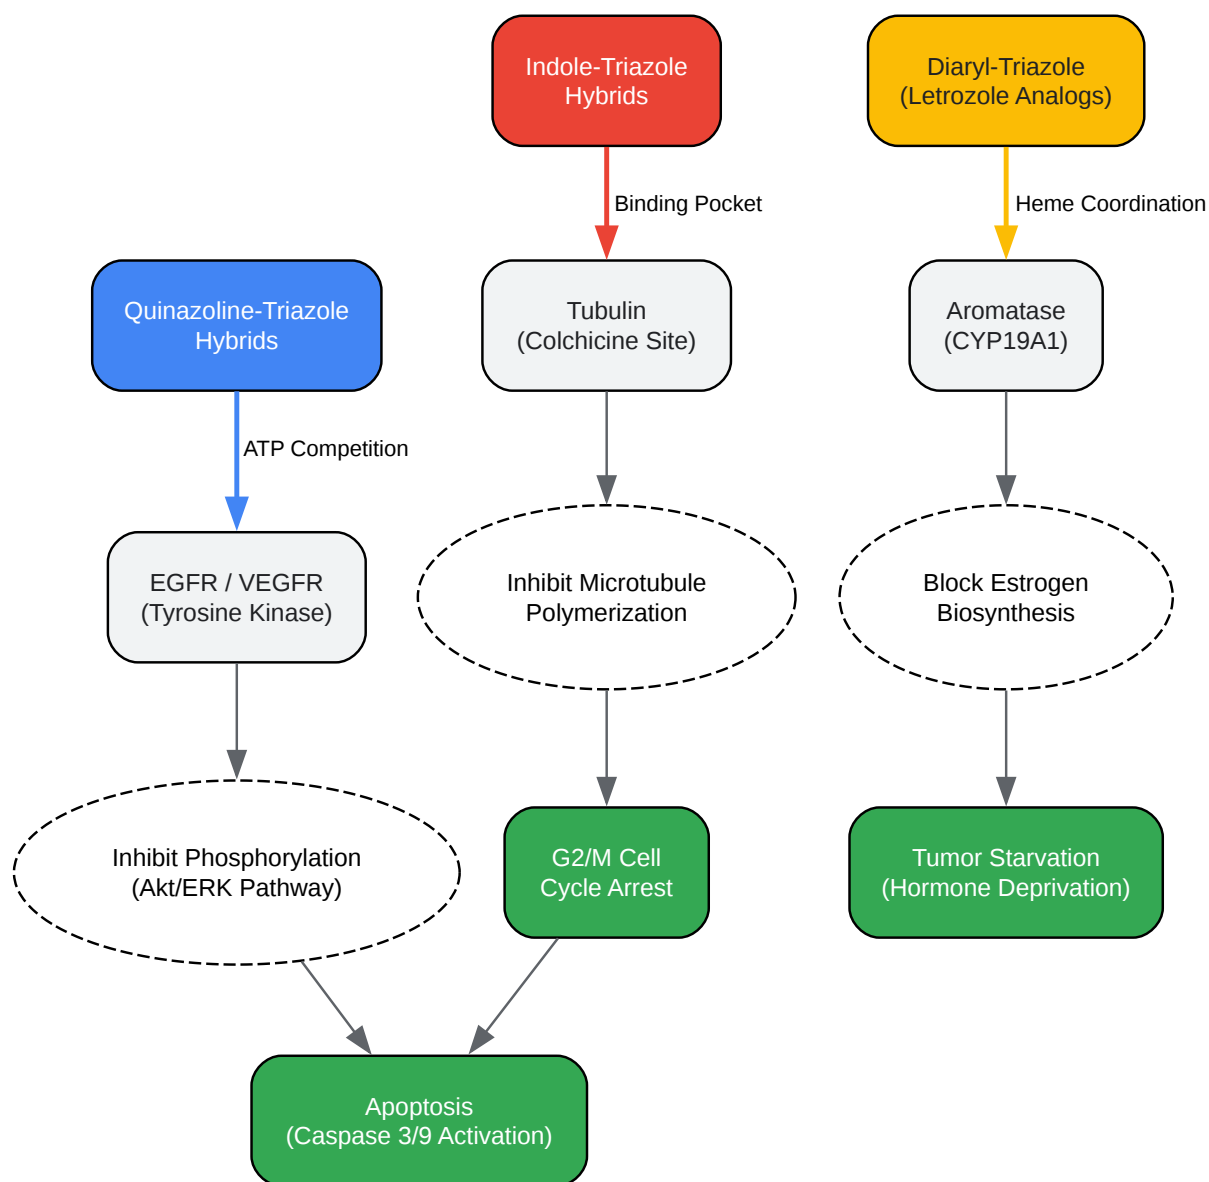 Indole-Triazole
Hybrids
Diaryl-Triazole
(Letrozole Analogs)
Binding Pocket
Heme Coordination
Quinazoline-Triazole
Hybrids
Tubulin
(Colchicine Site)
Aromatase
(CYP19A1)
ATP Competition
EGFR / VEGFR
(Tyrosine Kinase)
Inhibit Microtubule
Polymerization
Block Estrogen
Biosynthesis
Inhibit Phosphorylation
(Akt/ERK Pathway)
G2/M Cell
Cycle Arrest
Tumor Starvation
(Hormone Deprivation)
Apoptosis
(Caspase 3/9 Activation)